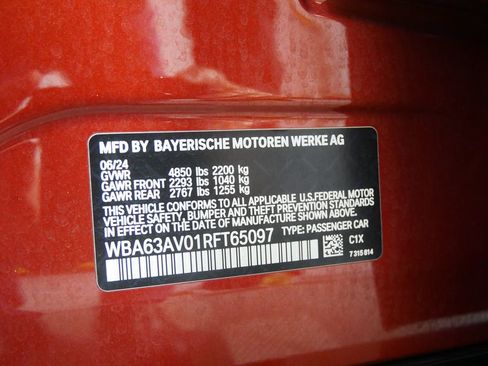 MFD BY BAYERISCHE MOTOREN WERKE AG
06/24
GVWR 4850 lbs 2200 kg
GAWR FRONT 2293 lbs 1040 kg
GAWR REAR 2767 lbs 1255 kg
THIS VEHICLE CONFORMS TO ALL APPLICABLE U.S.FEDERAL MOTOR
VEHICLE SAFETY, BUMPER AND THEFT PREVENTION STANDARDS
IN EFFECT ON THE DATE OF MANUFACTURE SHOWN ABOVE.
WBA63AV01RFT65097 TYPE: PASSENGER CAR
C1X
7 315 814